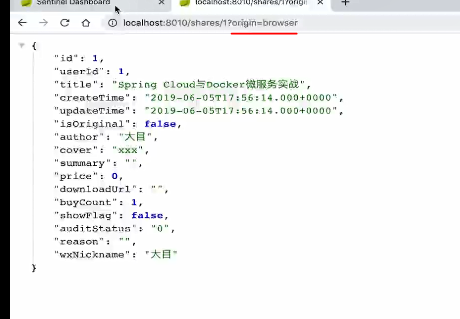 Sentinel Dashboard
localhost:8010/shares/1?origin
localhost:8010/shares/1?origin=browser
{
"id": 1,
"userId": 1,
"title": "Spring Cloud与Docker微服务实战",
"createTime": "2019-06-05T17:56:14.000+0000",
"updateTime": "2019-06-05T17:56:14.000+0000",
"isOriginal": false,
"author": "大目",
"cover": "xxx",
"summary": "",
"price": 0,
"downloadUrl": "",
"buyCount": 1,
"showFlag": false,
"auditStatus": "0",
"reason": "",
"wxNickname": "大目"
}